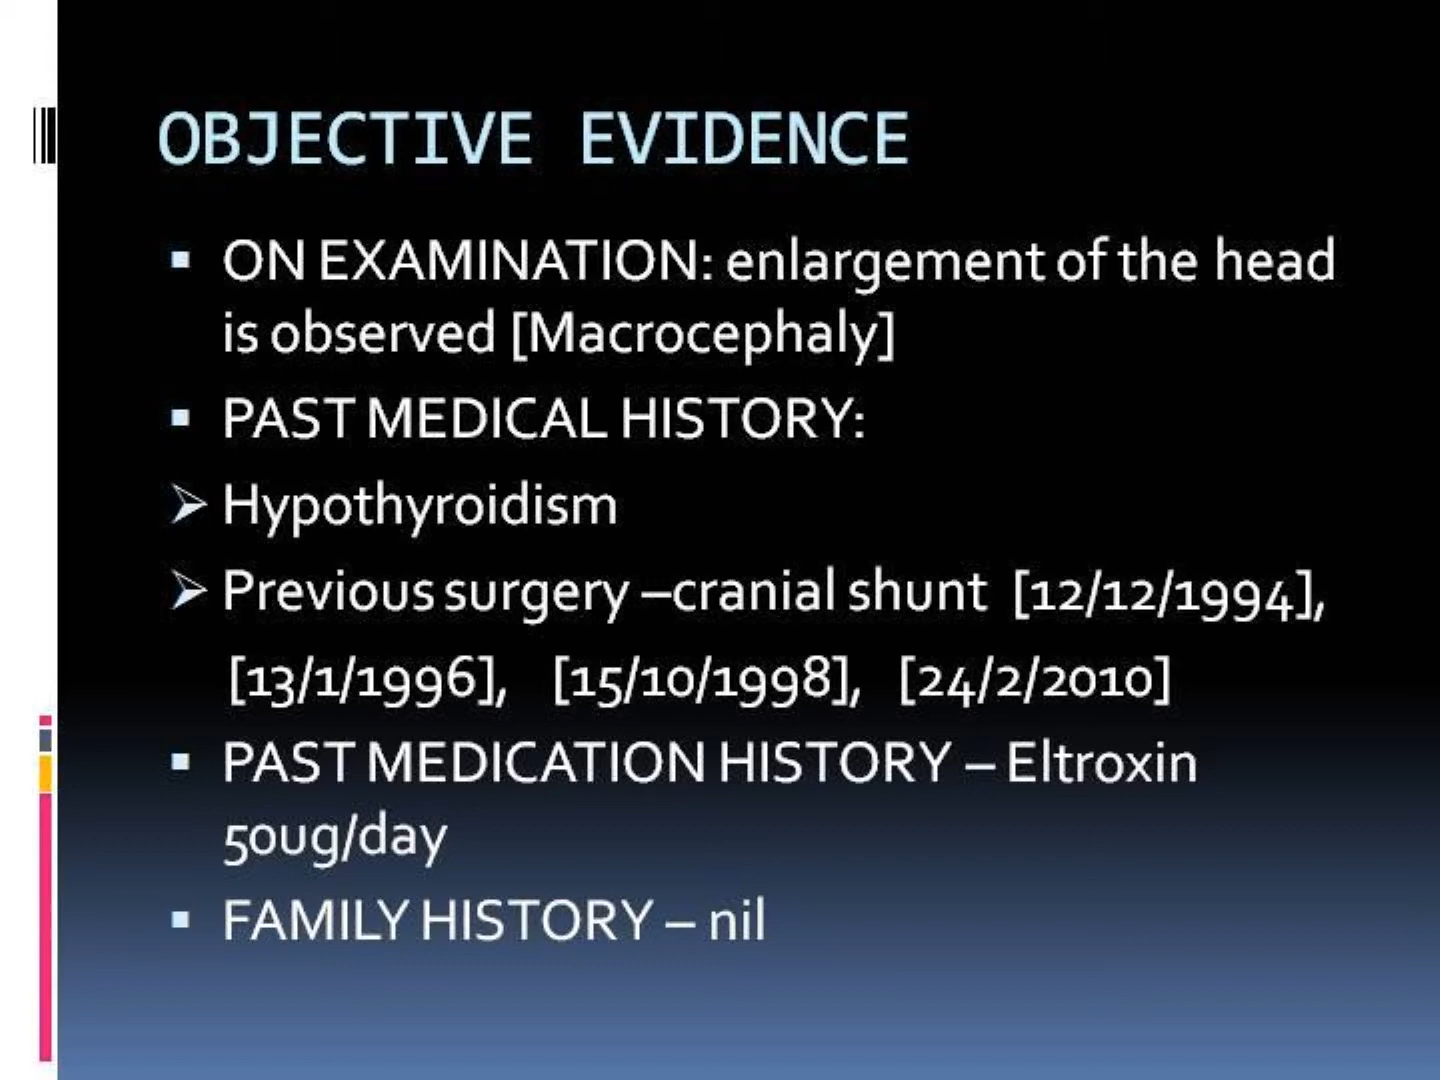 OBJECTIVE EVIDENCE
▪ ON EXAMINATION: enlargement of the head
is observed [Macrocephaly]
▪ PAST MEDICAL HISTORY:
➢ Hypothyroidism
➢ Previous surgery –cranial shunt [12/12/1994],
[13/1/1996], [15/10/1998], [24/2/2010]
▪ PAST MEDICATION HISTORY – Eltroxin
50ug/day
▪ FAMILY HISTORY – nil